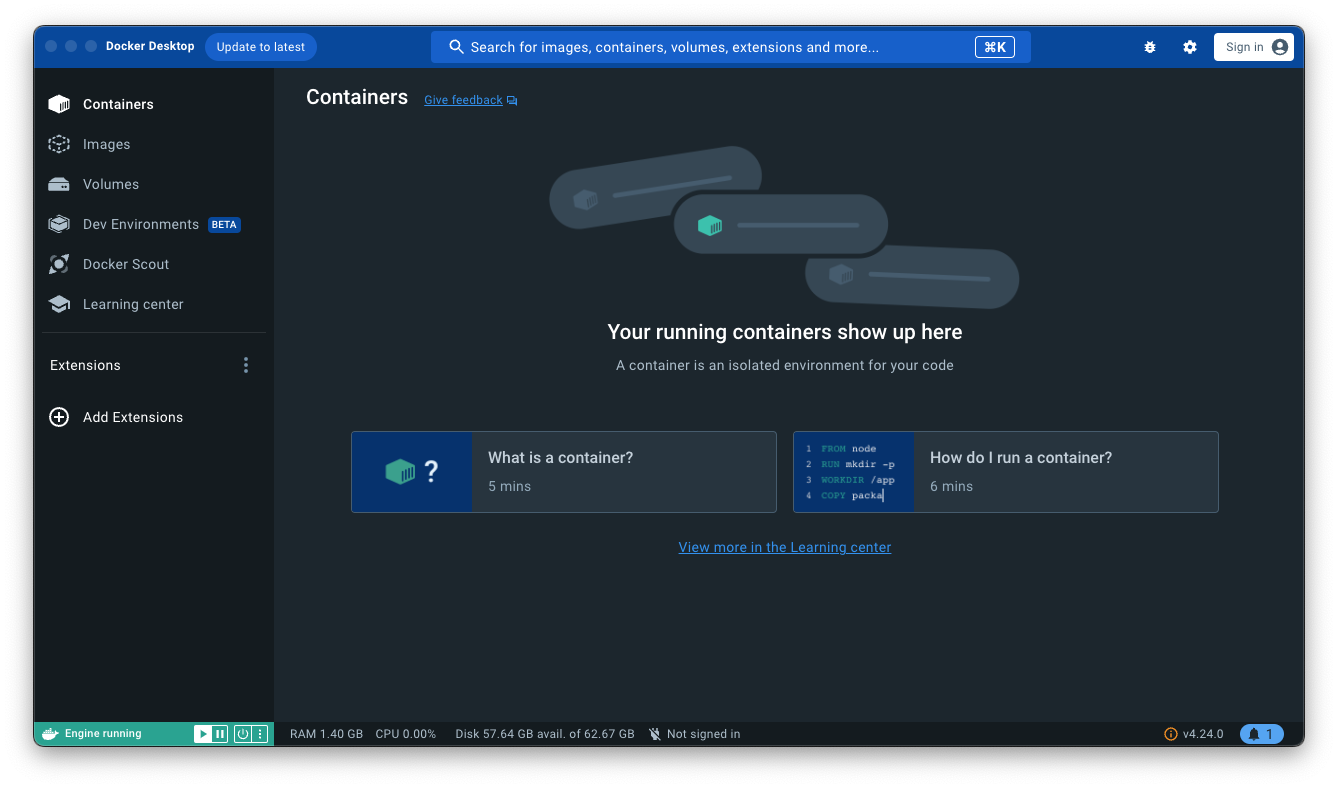 Docker Desktop
Update to latest
Search for images, containers, volumes, extensions and more...
⌘K
Sign in
Containers
Images
Volumes
Dev Environments BETA
Docker Scout
Learning center
Extensions
Add Extensions
Containers
Give feedback
Your running containers show up here
A container is an isolated environment for your code
?
What is a container?
5 mins
1 FROM node
2 RUN mkdir -p
3 WORKDIR /app
4 COPY packa
How do I run a container?
6 mins
View more in the Learning center
Engine running
RAM 1.40 GB CPU 0.00% Disk 57.64 GB avail. of 62.67 GB Not signed in
v4.24.0
1